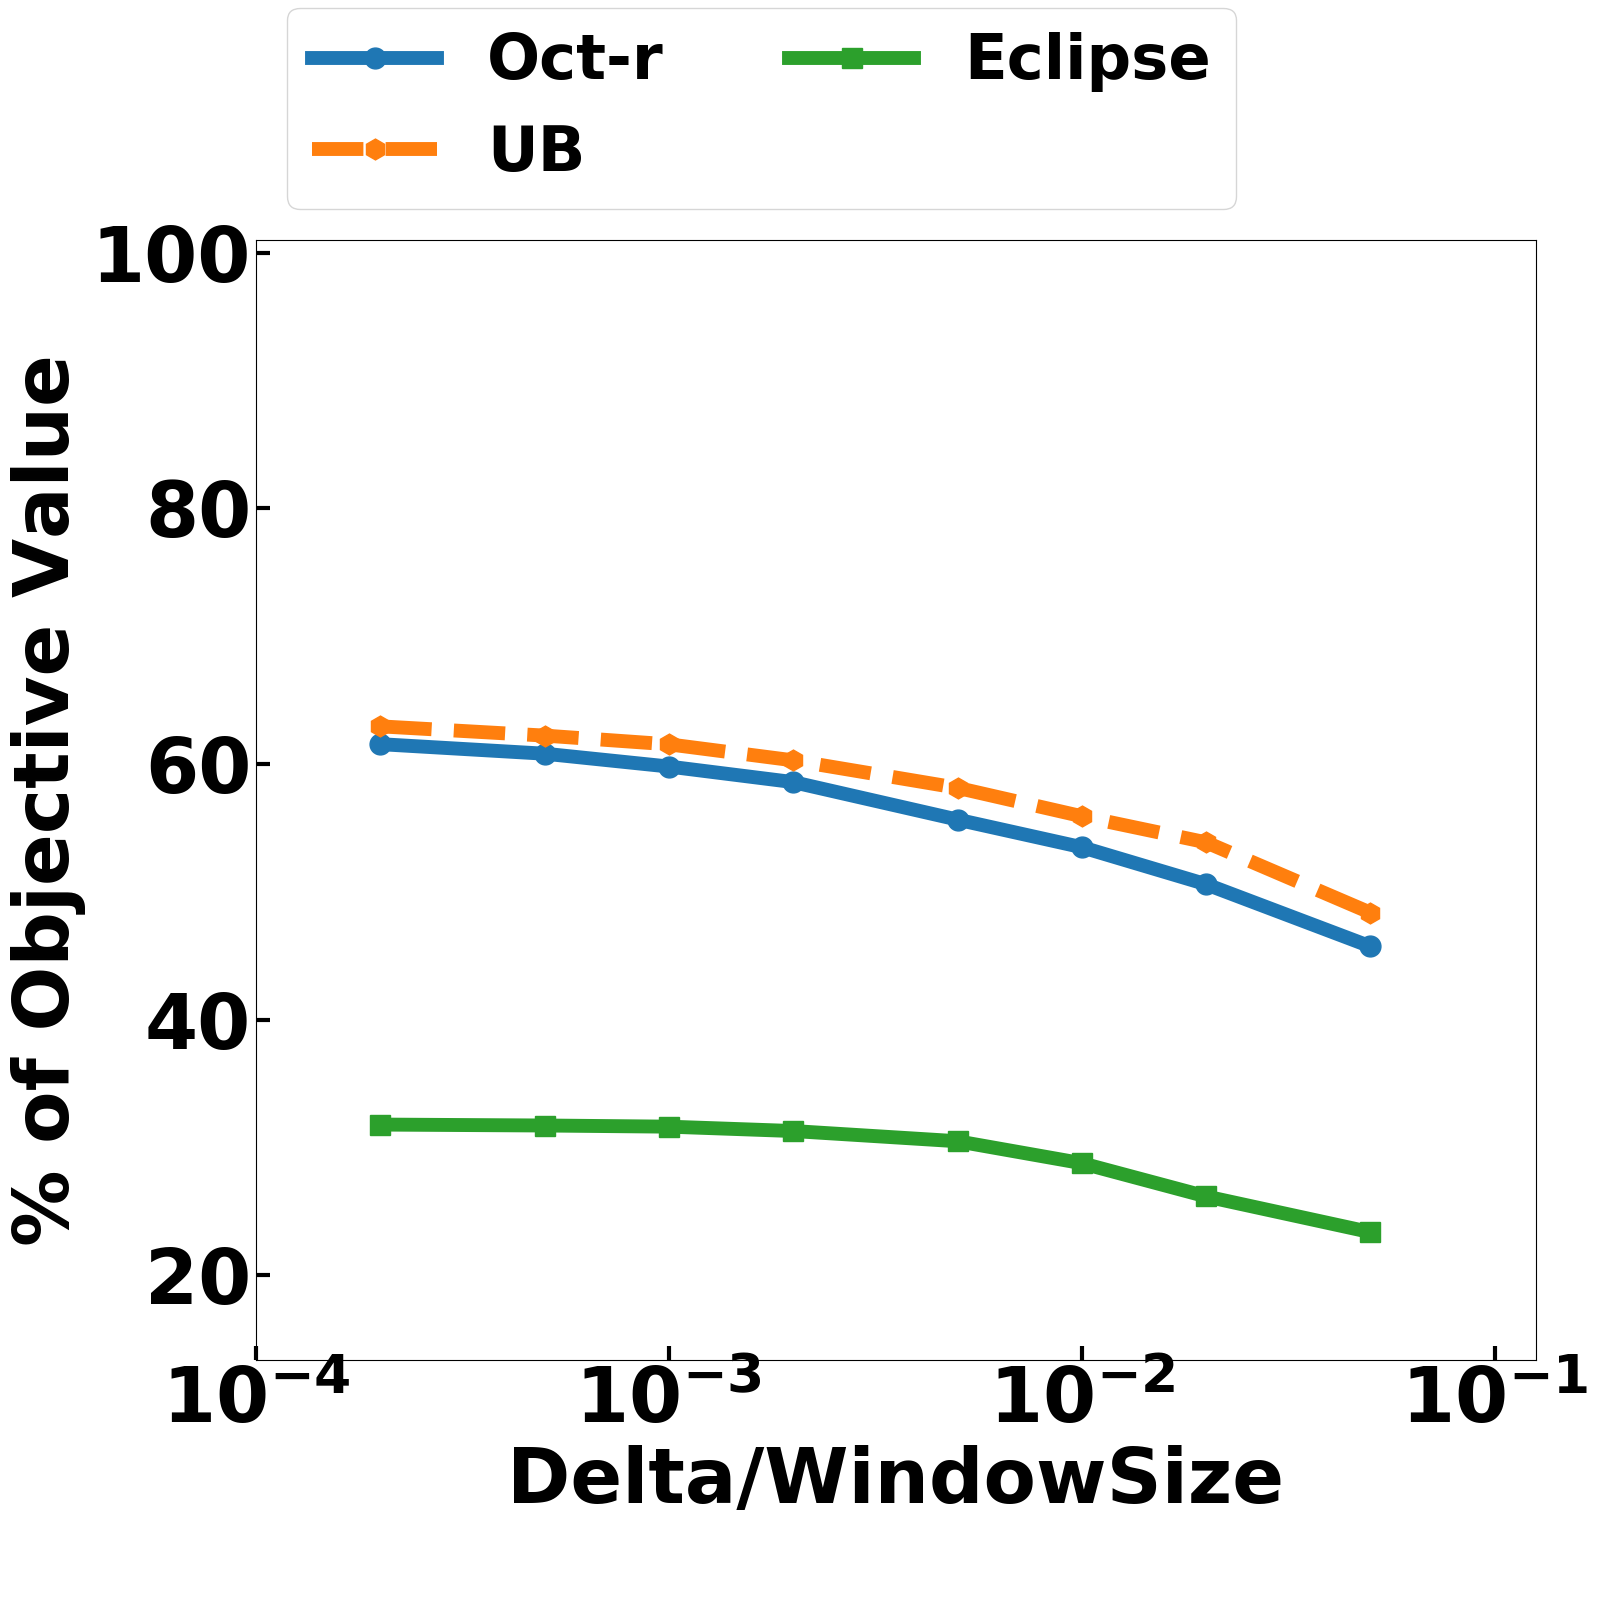 Oct-r
UB
Eclipse
100
80
60
40
20
% of Objective Value
10⁻⁴ 10⁻³ 10⁻² 10⁻¹
Delta/WindowSize